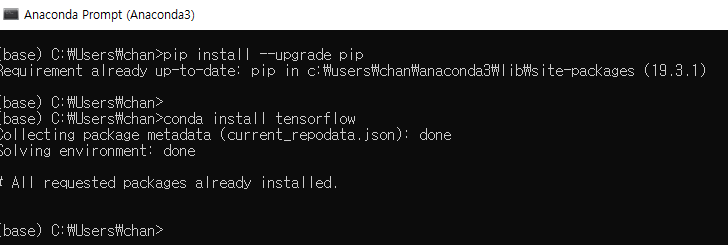 Anaconda Prompt (Anaconda3)
(base) C:₩Users₩chan>pip install --upgrade pip
Requirement already up-to-date: pip in c:₩users₩chan₩anaconda3₩lib₩site-packages (19.3.1)
(base) C:₩Users₩chan>
(base) C:₩Users₩chan>conda install tensorflow
Collecting package metadata (current_repodata.json): done
Solving environment: done
# All requested packages already installed.
(base) C:₩Users₩chan>